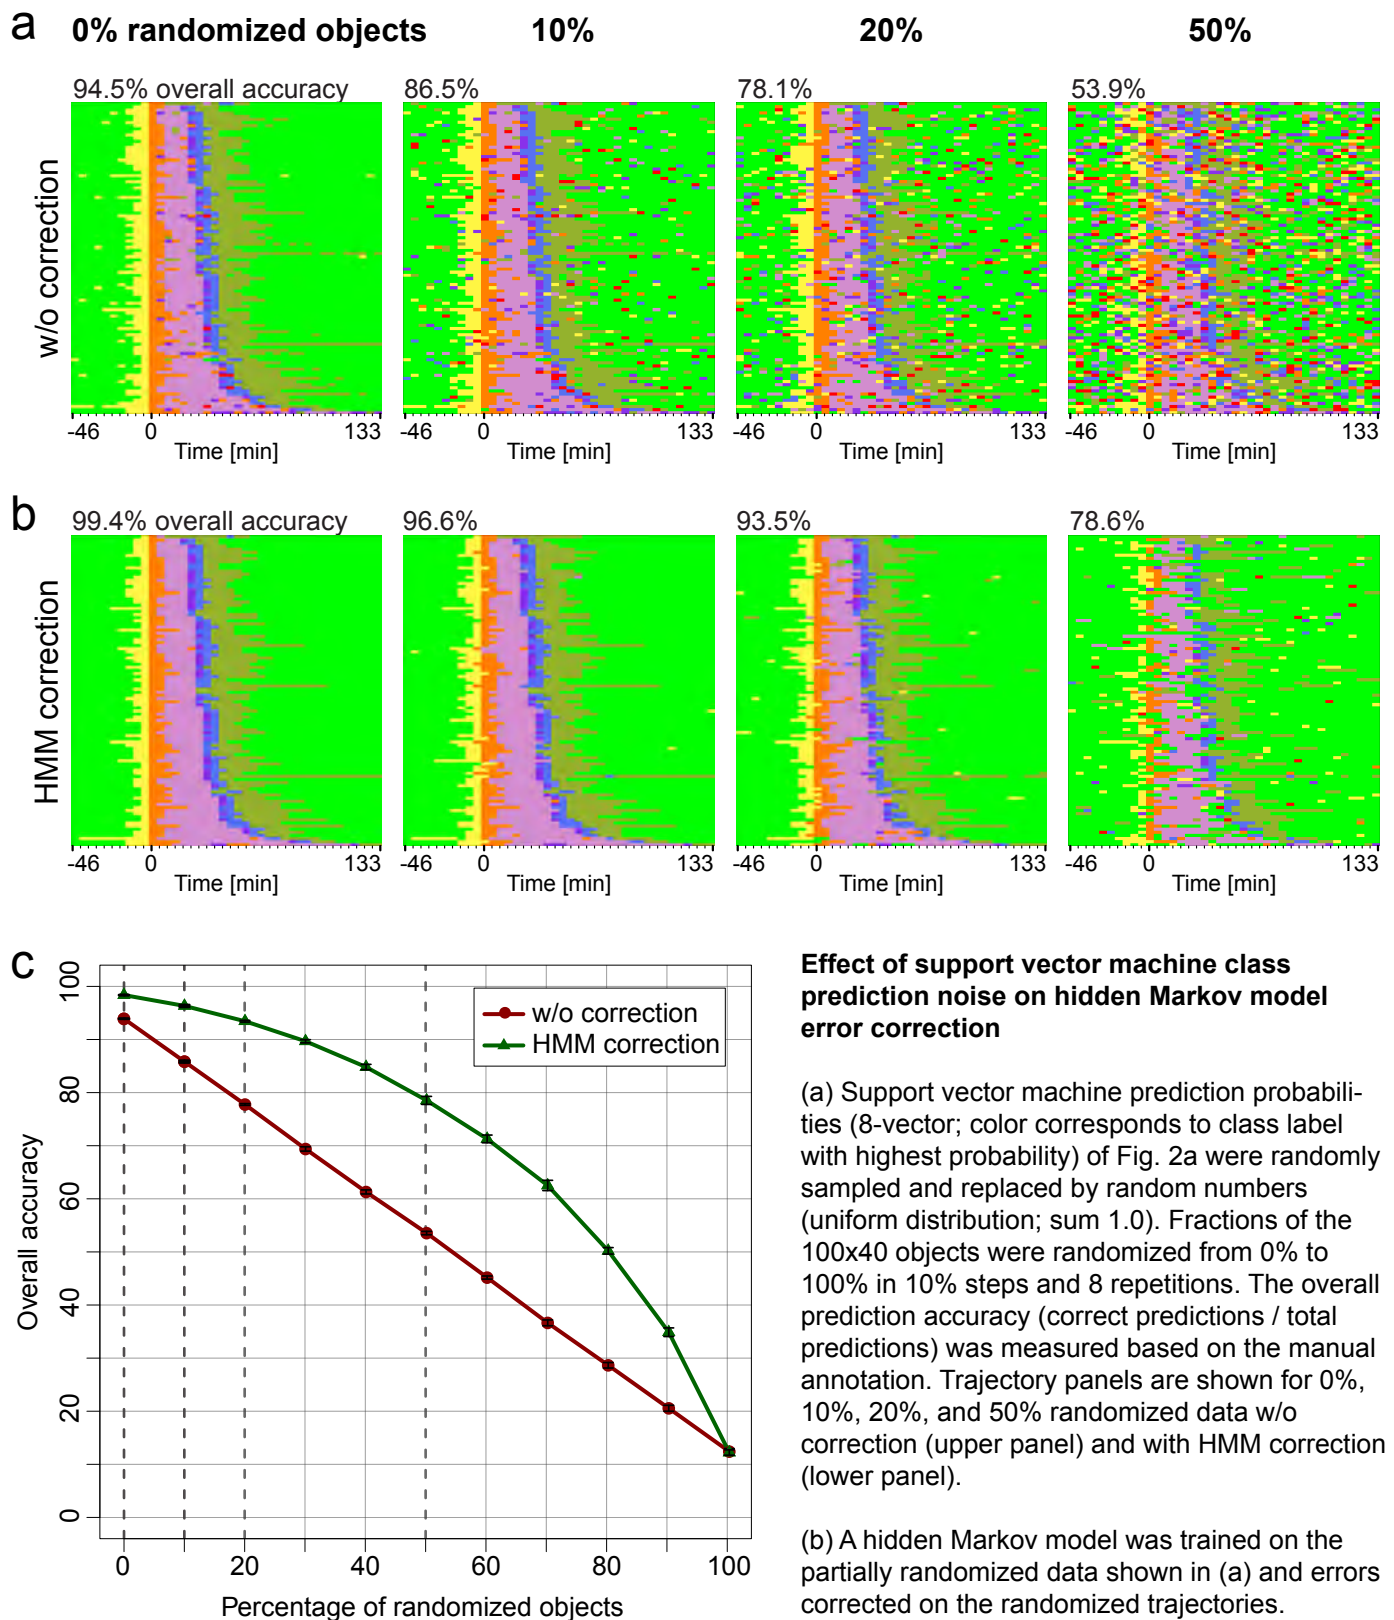 a
0% randomized objects 10% 20% 50%
94.5% overall accuracy 86.5% 78.1% 53.9%
w/o correction
-46 0 133 -46 0 133 -46 0 133 -46 0 133
Time [min] Time [min] Time [min] Time [min]
b
99.4% overall accuracy 96.6% 93.5% 78.6%
HMM correction
-46 0 133 -46 0 133 -46 0 133 -46 0 133
Time [min] Time [min] Time [min] Time [min]
c
100
80
60
40
20
0
Overall accuracy
w/o correction
HMM correction
0 20 40 60 80 100
Percentage of randomized objects
Effect of support vector machine class
prediction noise on hidden Markov model
error correction
(a) Support vector machine prediction probabili-
ties (8-vector; color corresponds to class label
with highest probability) of Fig. 2a were randomly
sampled and replaced by random numbers
(uniform distribution; sum 1.0). Fractions of the
100x40 objects were randomized from 0% to
100% in 10% steps and 8 repetitions. The overall
prediction accuracy (correct predictions / total
predictions) was measured based on the manual
annotation. Trajectory panels are shown for 0%,
10%, 20%, and 50% randomized data w/o
correction (upper panel) and with HMM correction
(lower panel).
(b) A hidden Markov model was trained on the
partially randomized data shown in (a) and errors
corrected on the randomized trajectories.